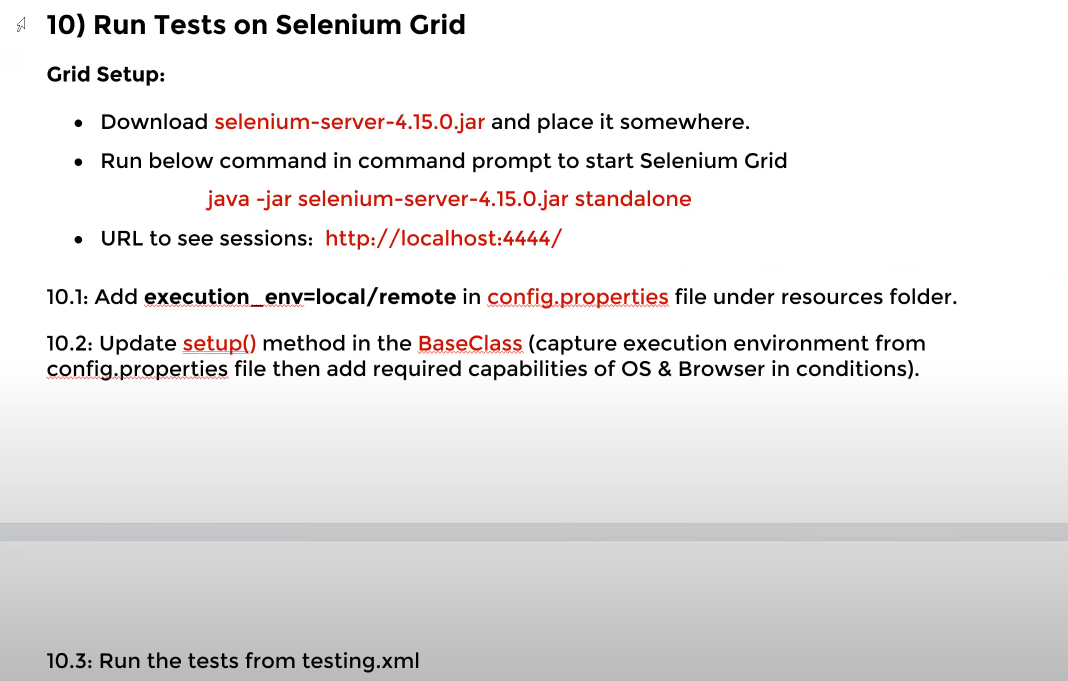 10) Run Tests on Selenium Grid
Grid Setup:
• Download selenium-server-4.15.0.jar and place it somewhere.
• Run below command in command prompt to start Selenium Grid
java -jar selenium-server-4.15.0.jar standalone
• URL to see sessions: http://localhost:4444/
10.1: Add execution_env=local/remote in config.properties file under resources folder.
10.2: Update setup() method in the BaseClass (capture execution environment from
config.properties file then add required capabilities of OS & Browser in conditions).
10.3: Run the tests from testing.xml